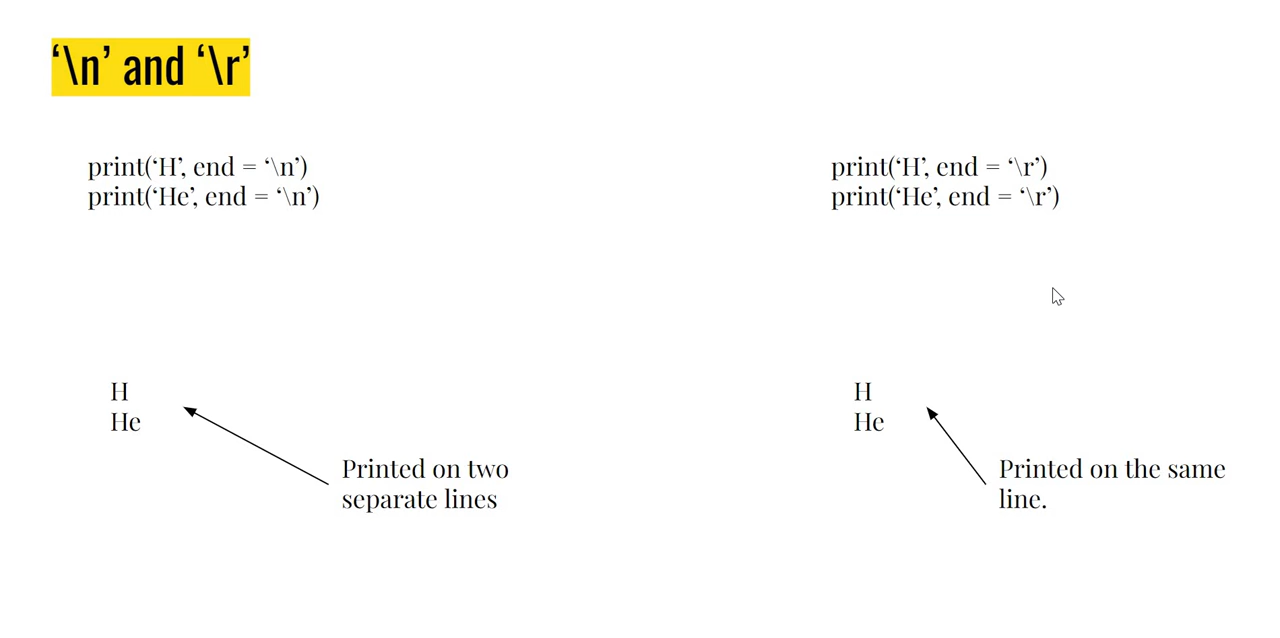 ‘\n’ and ‘\r’
print(‘H’, end = ‘\n’)
print(‘He’, end = ‘\n’)
H
He
Printed on two
separate lines
print(‘H’, end = ‘\r’)
print(‘He’, end = ‘\r’)
H
He
Printed on the same
line.